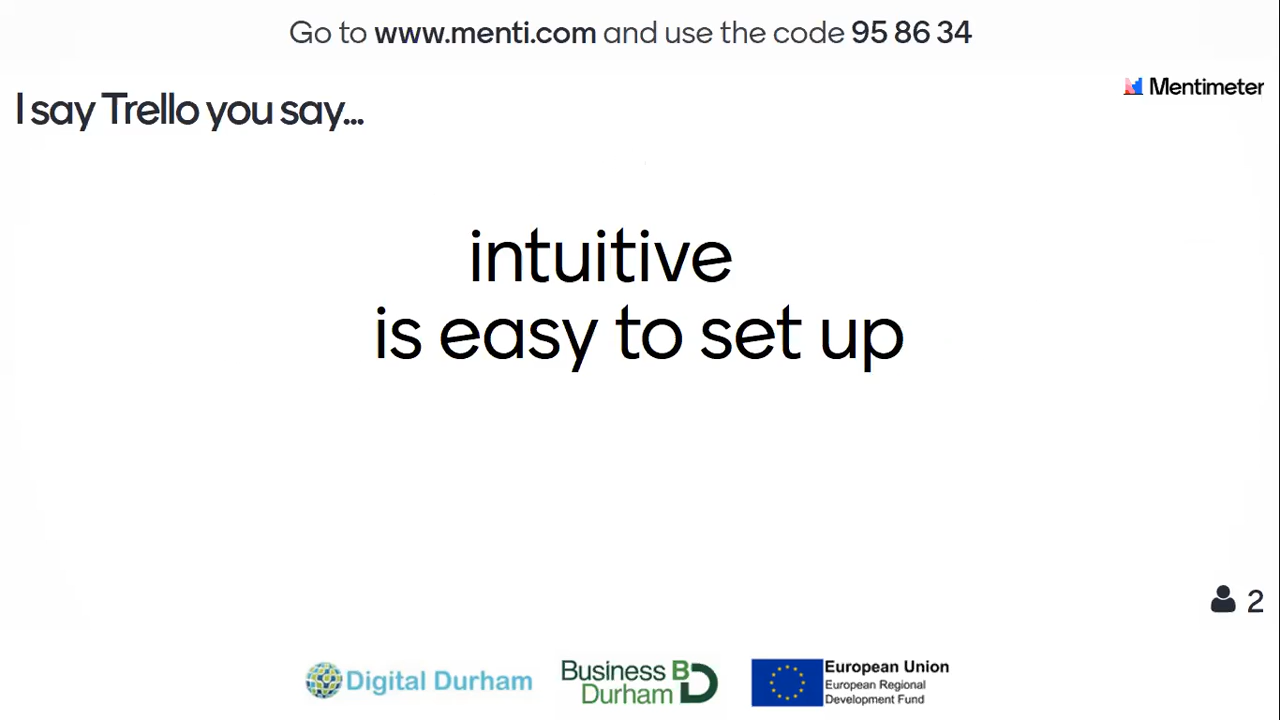 Go to www.menti.com and use the code 95 86 34
Mentimeter
I say Trello you say...
intuitive
is easy to set up
2
Digital Durham
Business
Durham
BD
European Union
European Regional
Development Fund